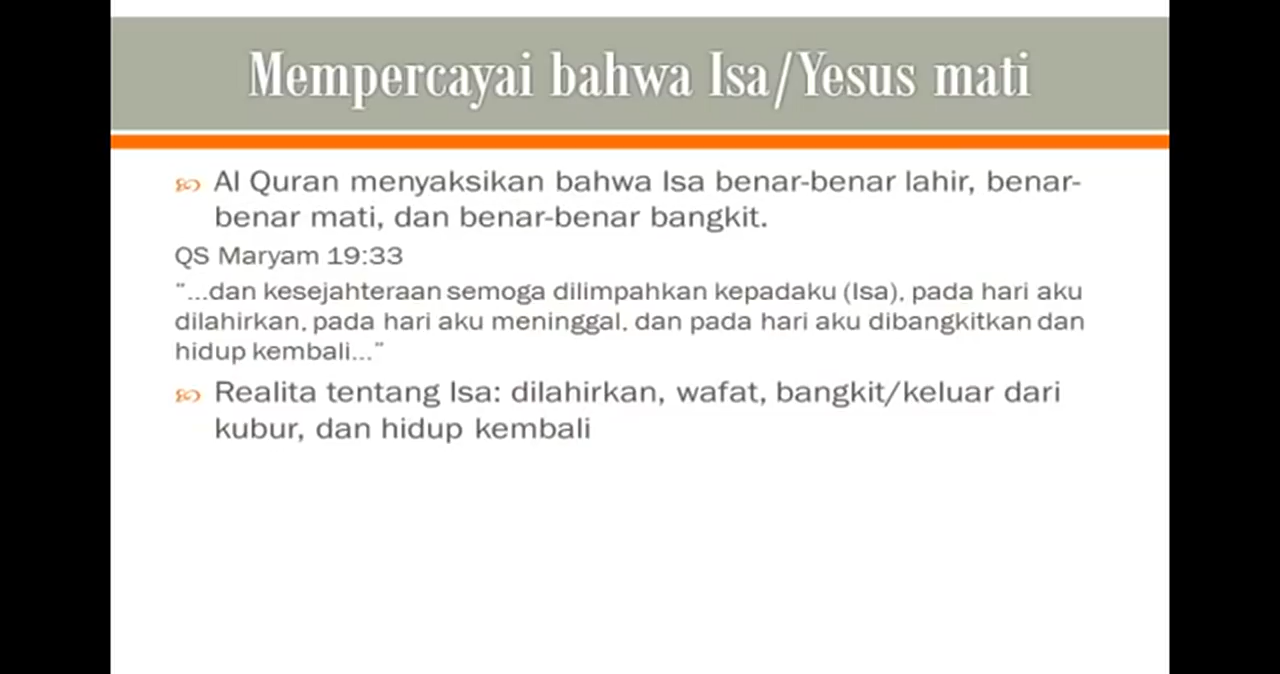 Mempercayai bahwa Isa/Yesus mati
Al Quran menyaksikan bahwa Isa benar-benar lahir, benar-
benar mati, dan benar-benar bangkit.
QS Maryam 19:33
"...dan kesejahteraan semoga dilimpahkan kepadaku (Isa), pada hari aku
dilahirkan, pada hari aku meninggal, dan pada hari aku dibangkitkan dan
hidup kembali..."
Realita tentang Isa: dilahirkan, wafat, bangkit/keluar dari
kubur, dan hidup kembali